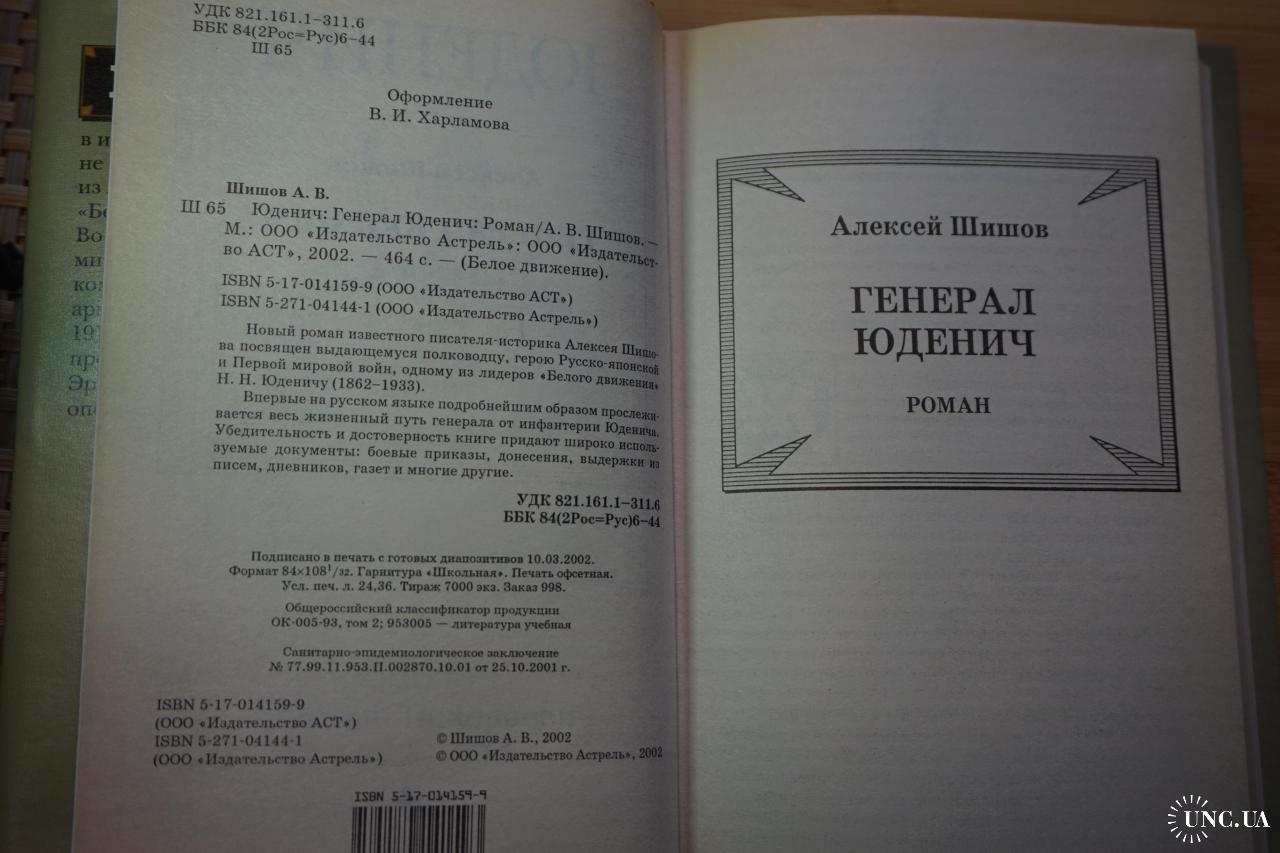 УДК 821.161.1–311.6
ББК 84(2Рос=Рус)6–44
Ш 65
Оформление
В. И. Харламова
Шишов А. В.
Ш 65 Юденич: Генерал Юденич: Роман/А. В. Шишов. —
М.: ООО «Издательство Астрель»: ООО «Издательст-
во АСТ», 2002. — 464 с. — (Белое движение).
ISBN 5-17-014159-9 (ООО «Издательство АСТ»)
ISBN 5-271-04144-1 (ООО «Издательство Астрель»)
Новый роман известного писателя-историка Алексея Шишо-
ва посвящен выдающемуся полководцу, герою Русско-японской
и Первой мировой войн, одному из лидеров «Белого движения»
Н. Н. Юденичу (1862–1933).
Впервые на русском языке подробнейшим образом прослежи-
вается весь жизненный путь генерала от инфантерии Юденича.
Убедительность и достоверность книге придают широко исполь-
зуемые документы: боевые приказы, донесения, выдержки из
писем, дневников, газет и многие другие.
УДК 821.161.1–311.6
ББК 84(2Рос=Рус)6–44
Подписано в печать с готовых диапозитивов 10.03.2002.
Формат 84×108 1/32. Гарнитура «Школьная». Печать офсетная.
Усл. печ. л. 24,36. Тираж 7000 экз. Заказ 998.
Общероссийский классификатор продукции
ОК-005-93, том 2; 953005 — литература учебная
Санитарно-эпидемиологическое заключение
№ 77.99.11.953.П.002870.10.01 от 25.10.2001 г.
ISBN 5-17-014159-9
(ООО «Издательство АСТ»)
ISBN 5-271-04144-1
(ООО «Издательство Астрель»)
© Шишов А. В., 2002
© ООО «Издательство Астрель», 2002
ISBN 5-17-014159-9
Алексей Шишов
ГЕНЕРАЛ
ЮДЕНИЧ
РОМАН
UNC.UA